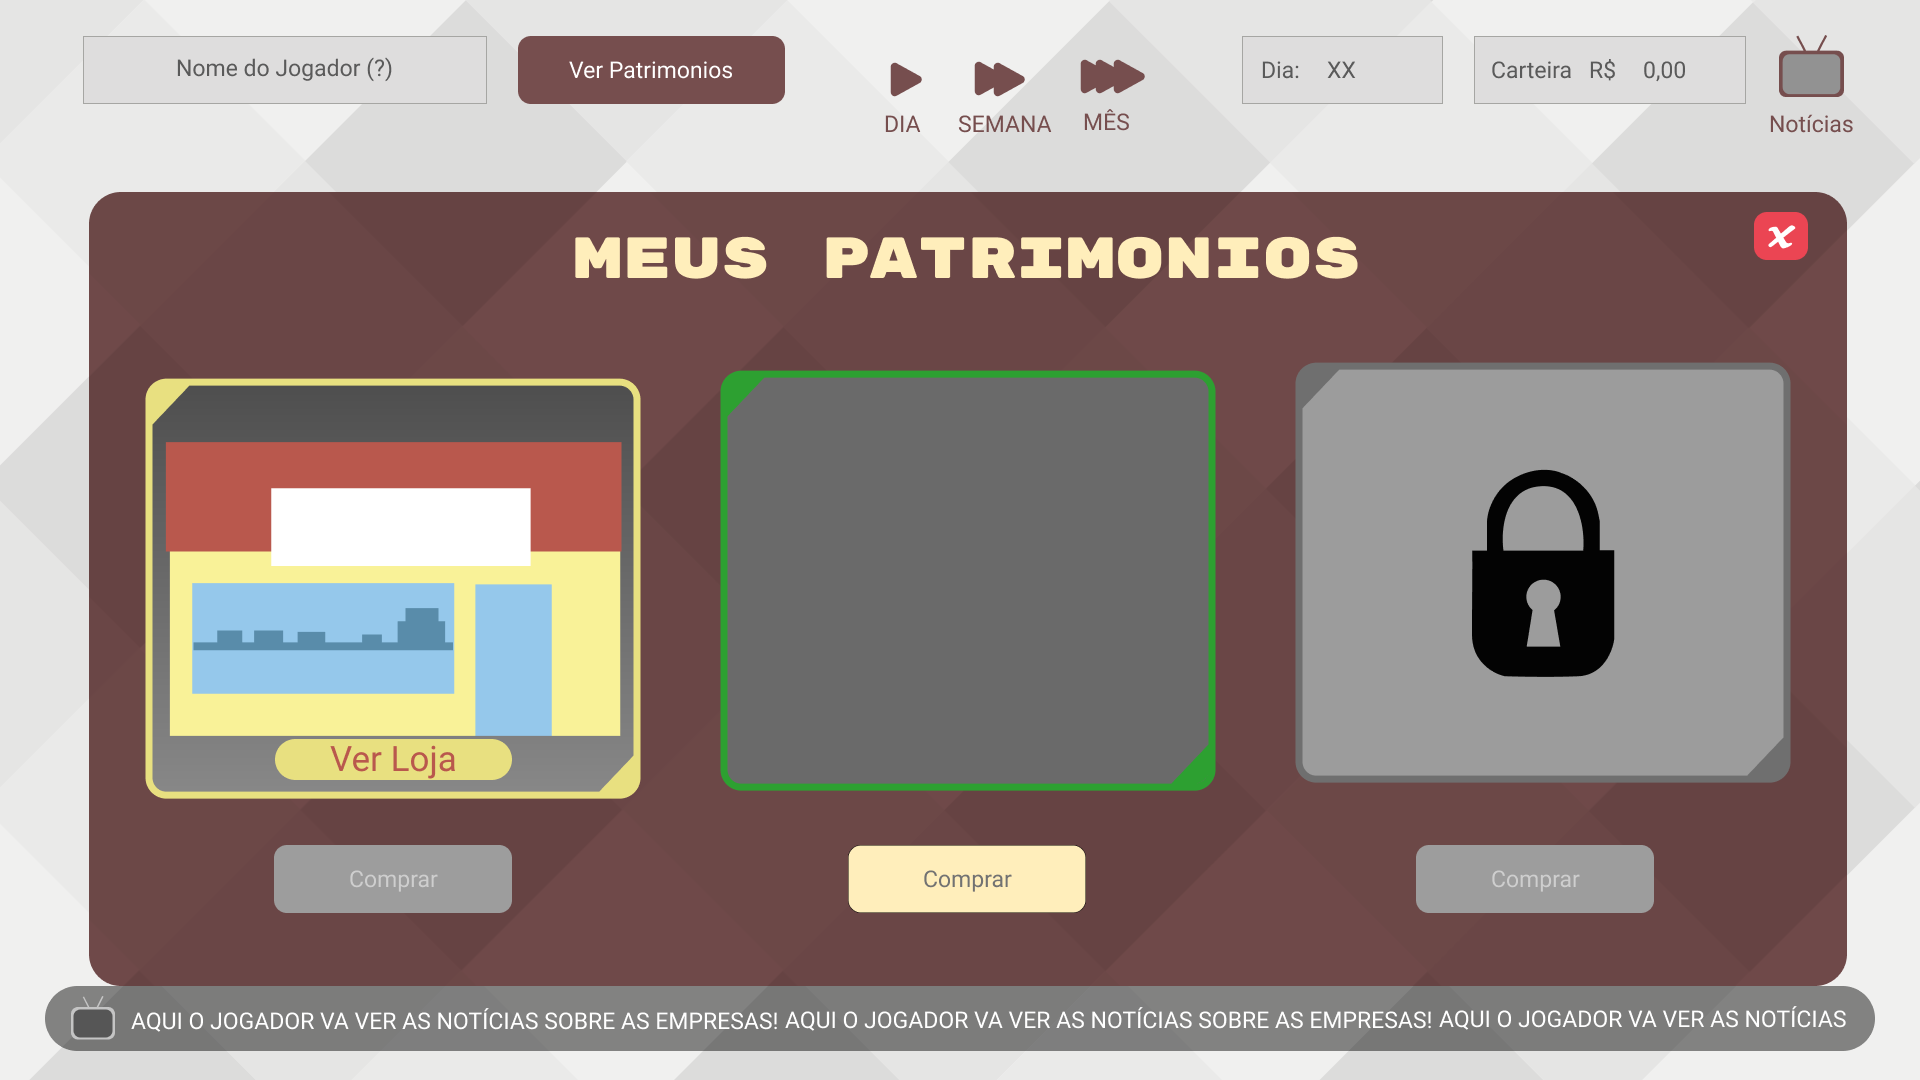 Nome do Jogador (?)
Ver Patrimonios
DIA
SEMANA
MÊS
Dia: XX
Carteira R$ 0,00
Notícias
MEUS PATRIMONIOS
x
Ver Loja
Comprar
Comprar
Comprar
AQUI O JOGADOR VA VER AS NOTÍCIAS SOBRE AS EMPRESAS! AQUI O JOGADOR VA VER AS NOTÍCIAS SOBRE AS EMPRESAS! AQUI O JOGADOR VA VER AS NOTÍCIAS